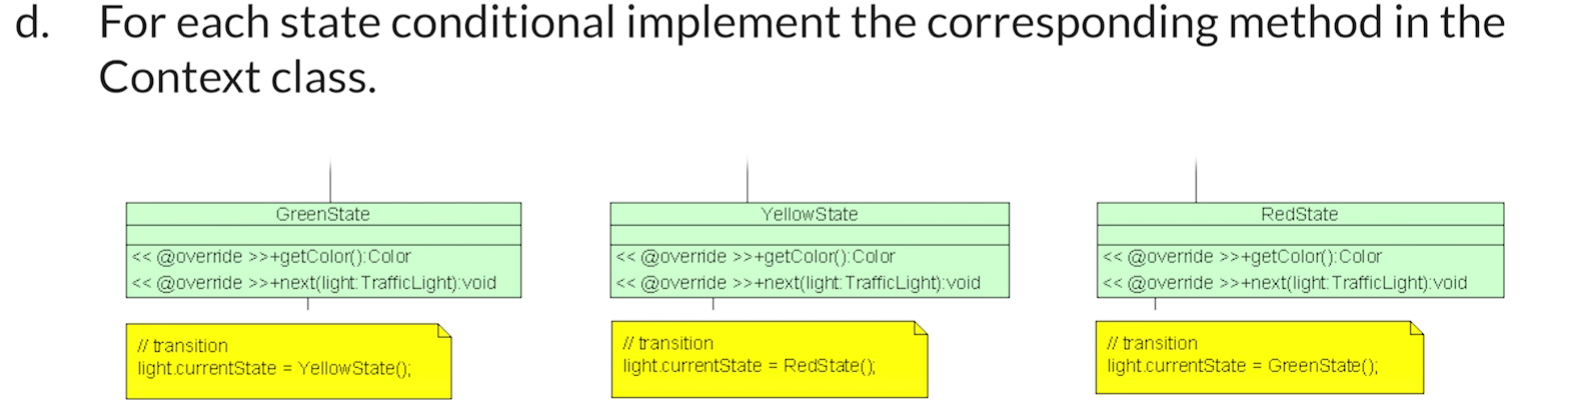 d. For each state conditional implement the corresponding method in the
Context class.
GreenState
<< @override >>+getColor():Color
<< @override >>+next(light:TrafficLight):void
// transition
light.currentState = YellowState();
YellowState
<< @override >>+getColor():Color
<< @override >>+next(light:TrafficLight):void
// transition
light.currentState = RedState();
RedState
<< @override >>+getColor():Color
<< @override >>+next(light:TrafficLight):void
// transition
light.currentState = GreenState();